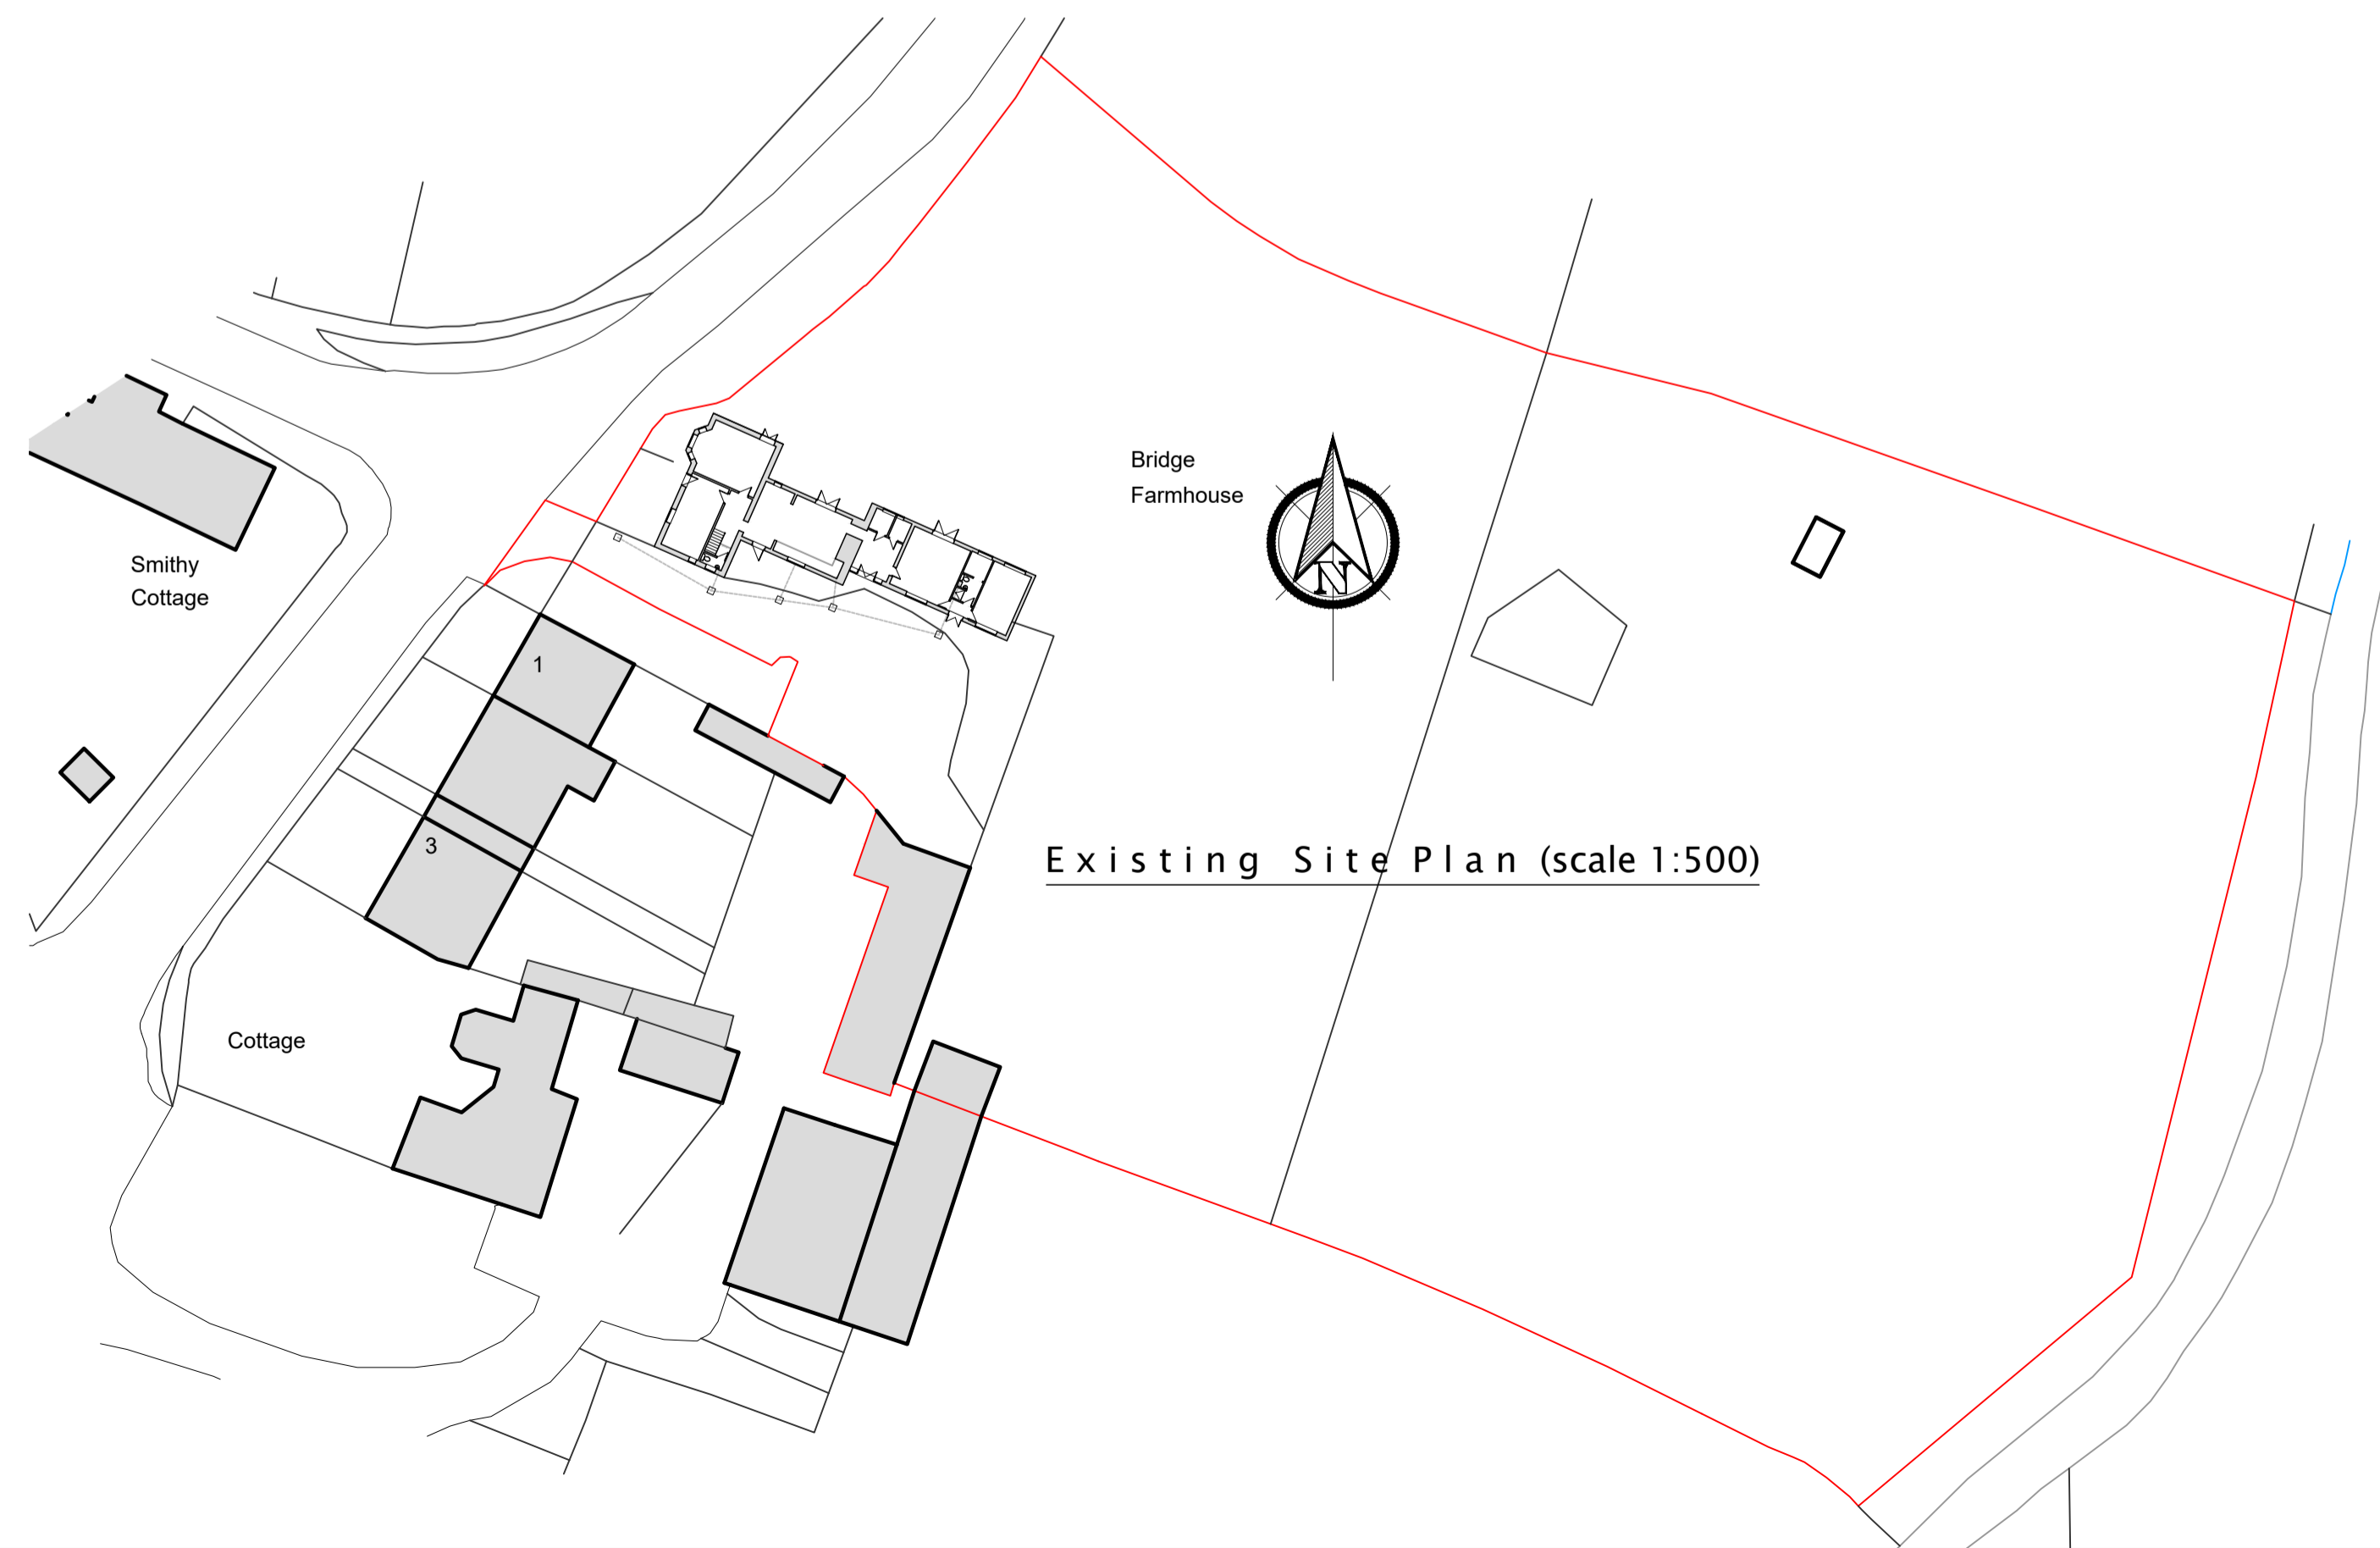 Bridge
Farmhouse
N
Smithy
Cottage
1
3
Existing Site Plan (scale 1:500)
Cottage